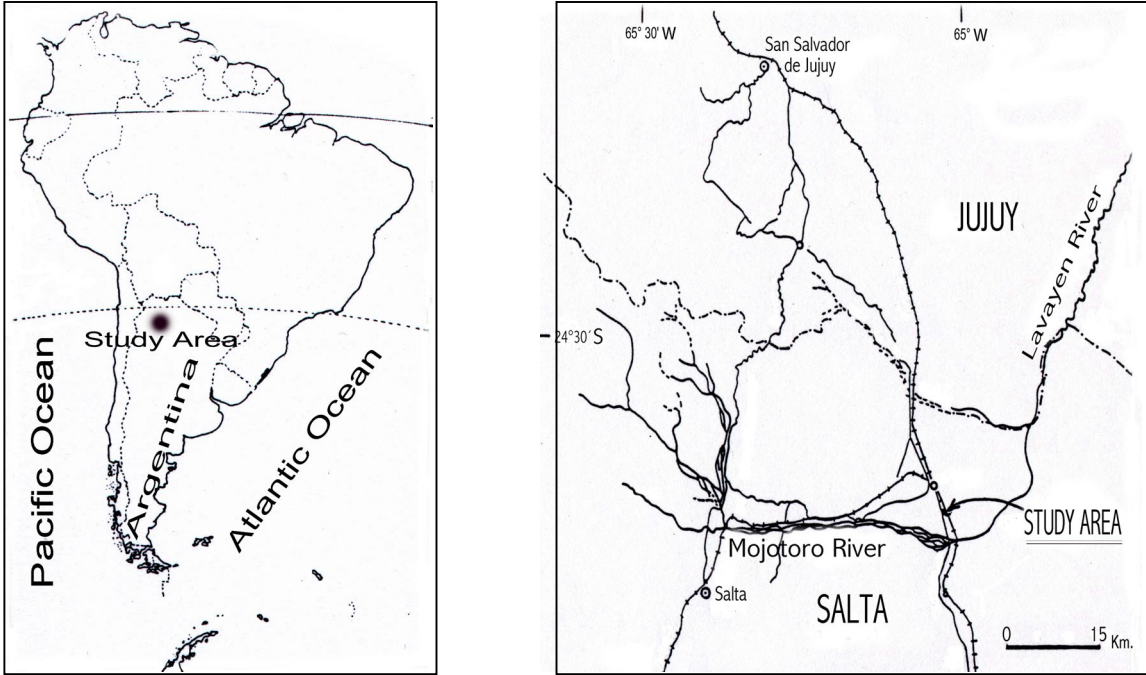 Study Area
Argentina
Pacific Ocean
Atlantic Ocean
65° 30' W
65° W
San Salvador
de Jujuy
JUJUY
Lavayen River
24°30´S
STUDY AREA
Mojotoro River
Salta
SALTA
0 15 Km.